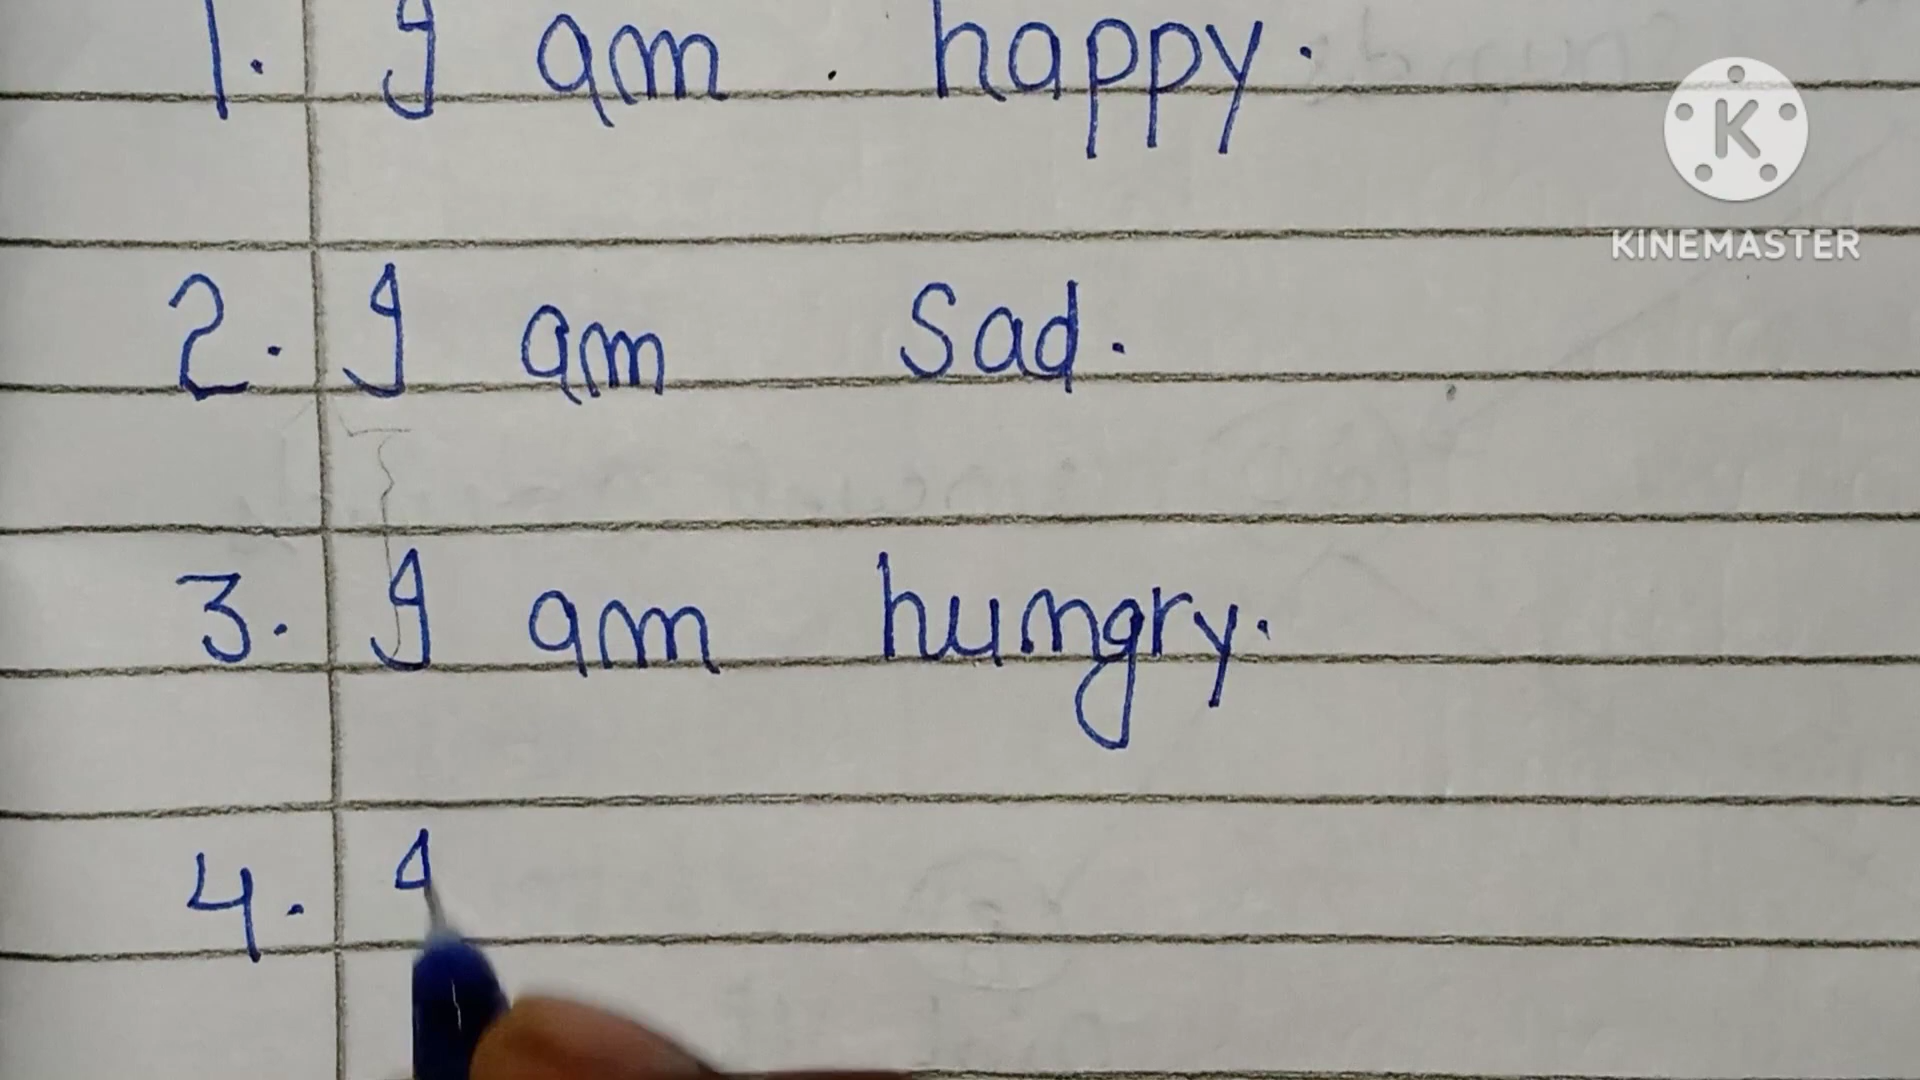 1. I am . happy.
KINEMASTER
2. I am Sad.
3. I am hungry.
4. I